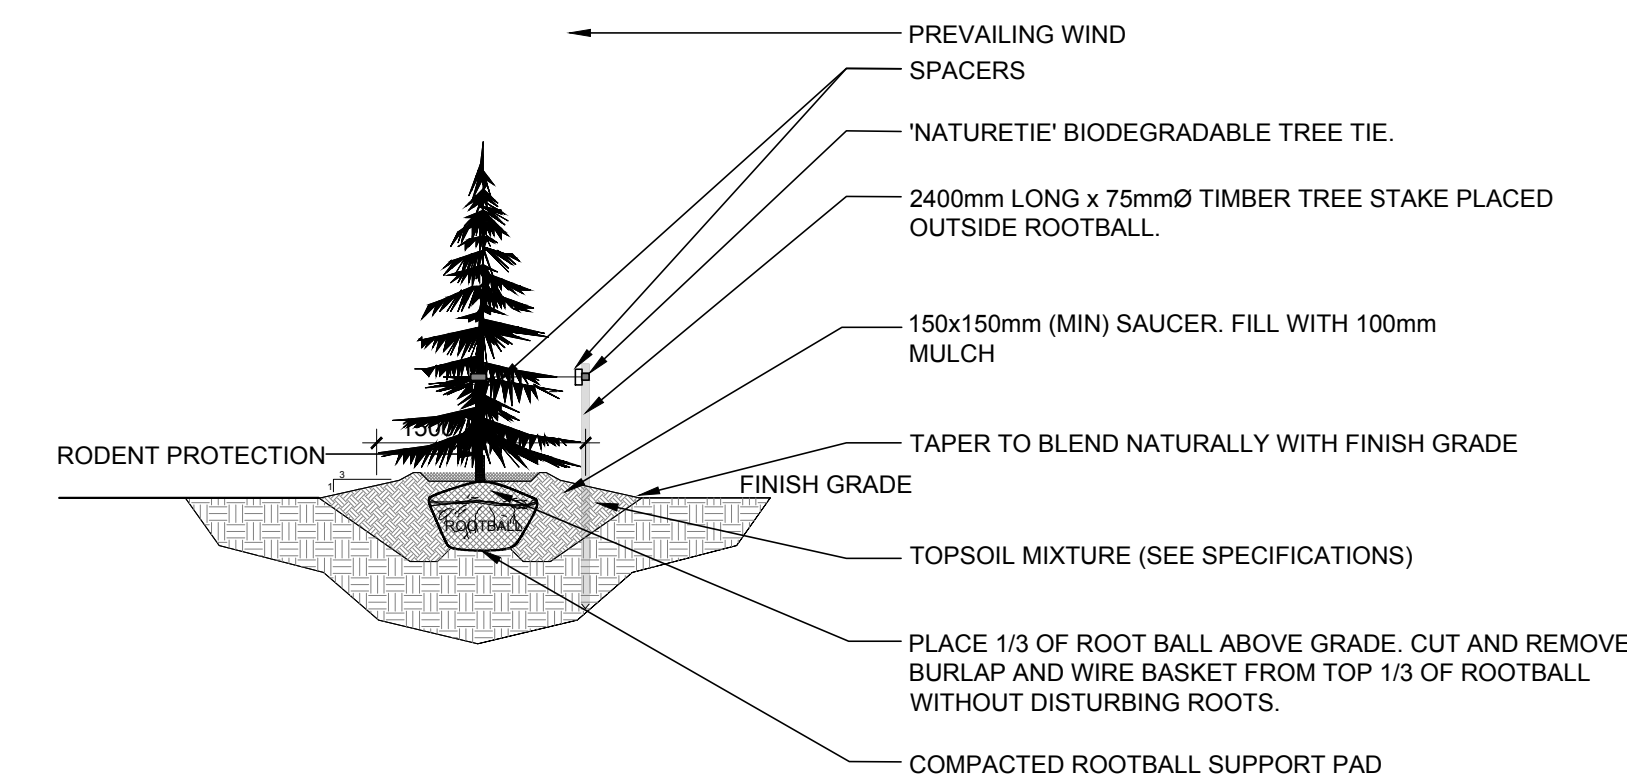 PREVAILING WIND
SPACERS
'NATURETIE' BIODEGRADABLE TREE TIE.
2400mm LONG x 75mmØ TIMBER TREE STAKE PLACED
OUTSIDE ROOTBALL.
150x150mm (MIN) SAUCER. FILL WITH 100mm
MULCH
1500
TAPER TO BLEND NATURALLY WITH FINISH GRADE
RODENT PROTECTION
3
1
FINISH GRADE
ROOTBALL
TOPSOIL MIXTURE (SEE SPECIFICATIONS)
PLACE 1/3 OF ROOT BALL ABOVE GRADE. CUT AND REMOVE
BURLAP AND WIRE BASKET FROM TOP 1/3 OF ROOTBALL
WITHOUT DISTURBING ROOTS.
COMPACTED ROOTBALL SUPPORT PAD